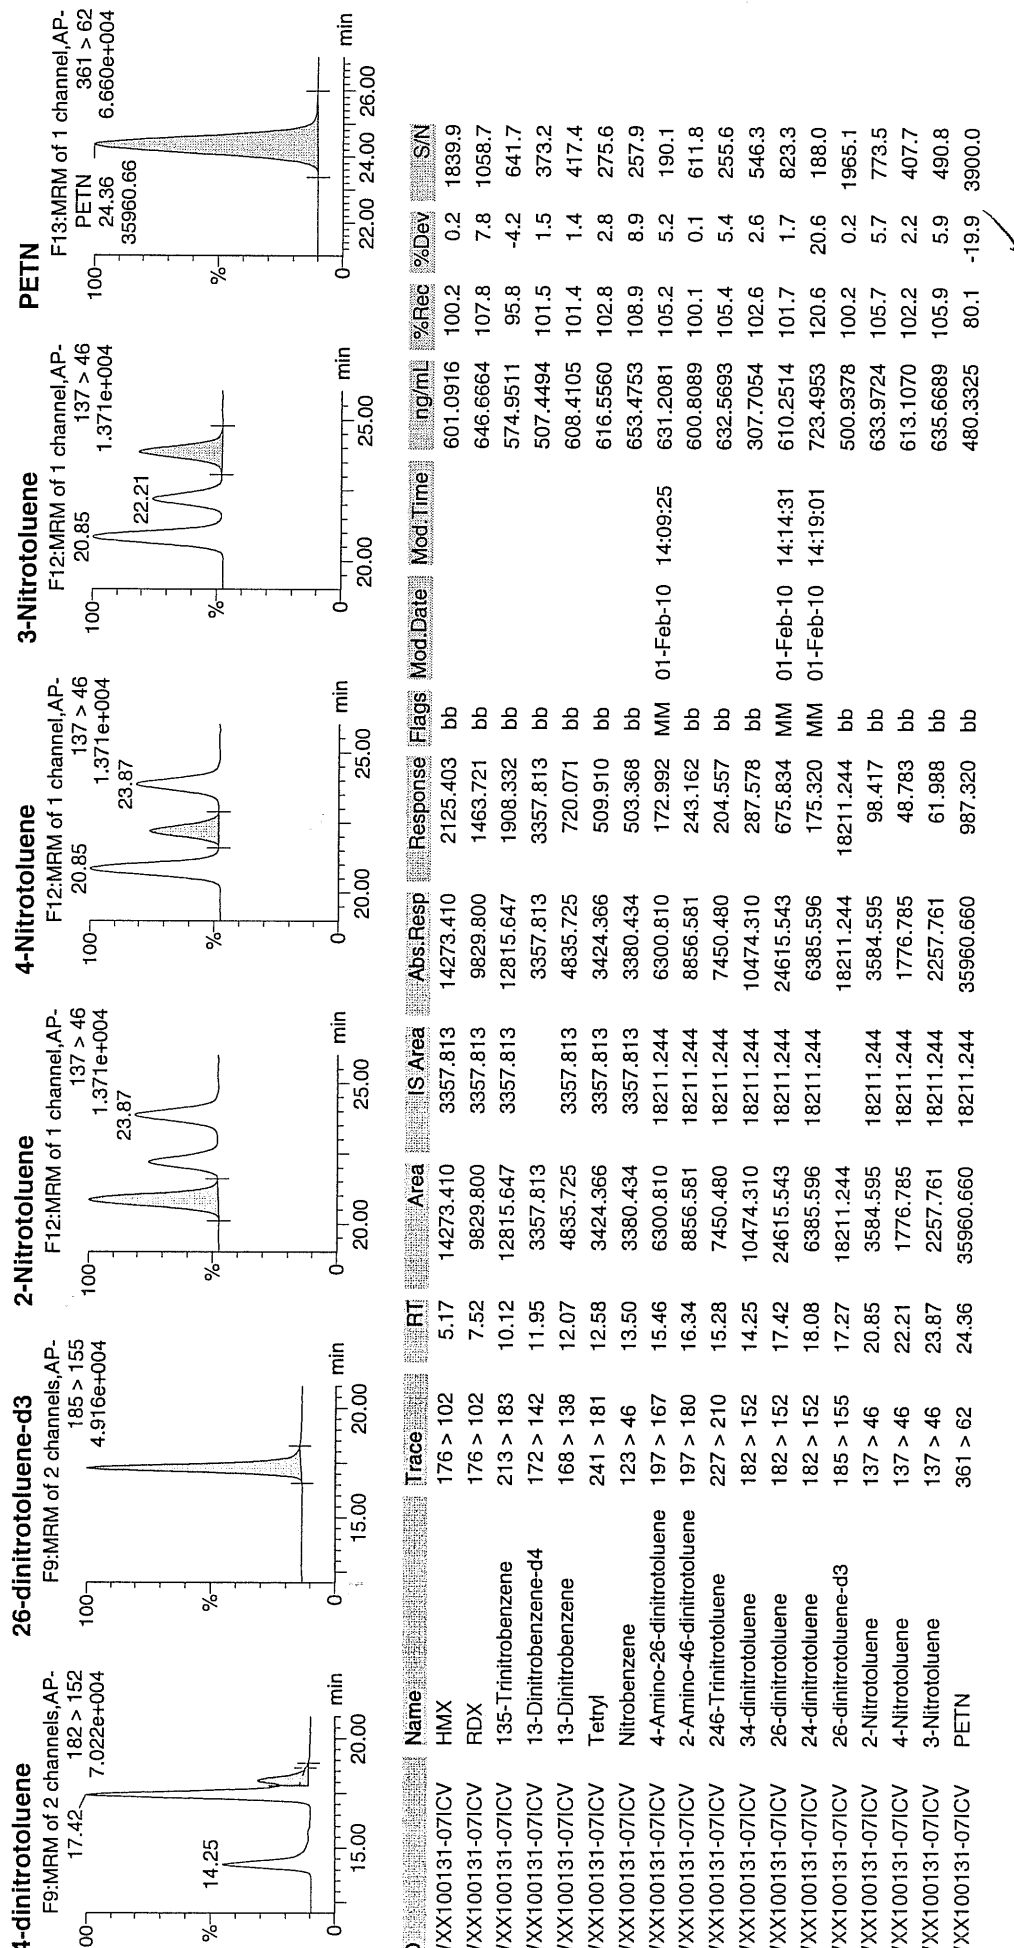 4-dinitrotoluene
F9:MRM of 2 channels,AP-
182 > 152
7.022e+004
17.42
14.25
00
%
0
15.00 20.00 min
26-dinitrotoluene-d3
F9:MRM of 2 channels,AP-
185 > 155
4.916e+004
100
%
0
15.00 20.00 min
2-Nitrotoluene
F12:MRM of 1 channel,AP-
137 > 46
1.371e+004
23.87
100
%
0
20.00 25.00 min
4-Nitrotoluene
F12:MRM of 1 channel,AP-
20.85
137 > 46
1.371e+004
23.87
100
%
0
20.00 25.00 min
3-Nitrotoluene
F12:MRM of 1 channel,AP-
20.85
137 > 46
1.371e+004
22.21
100
%
0
20.00 25.00 min
PETN
F13:MRM of 1 channel,AP-
PETN
24.36
35960.66
361 > 62
6.660e+004
100
%
0
22.00 24.00 26.00 min
Name Trace RT Area IS Area Abs.Resp Response Flags Mod.Date Mod.Time ng/mL %Rec %Dev S/N
XX100131-07ICV HMX 176 > 102 5.17 14273.410 3357.813 14273.410 2125.403 bb 601.0916 100.2 0.2 1839.9
XX100131-07ICV RDX 176 > 102 7.52 9829.800 3357.813 9829.800 1463.721 bb 646.6664 107.8 7.8 1058.7
XX100131-07ICV 135-Trinitrobenzene 213 > 183 10.12 12815.647 3357.813 12815.647 1908.332 bb 574.9511 95.8 -4.2 641.7
XX100131-07ICV 13-Dinitrobenzene-d4 172 > 142 11.95 3357.813 3357.813 3357.813 bb 507.4494 101.5 1.5 373.2
XX100131-07ICV 13-Dinitrobenzene 168 > 138 12.07 4835.725 3357.813 4835.725 720.071 bb 608.4105 101.4 1.4 417.4
XX100131-07ICV Tetryl 241 > 181 12.58 3424.366 3357.813 3424.366 509.910 bb 616.5560 102.8 2.8 275.6
XX100131-07ICV Nitrobenzene 123 > 46 13.50 3380.434 3357.813 3380.434 503.368 bb 653.4753 108.9 8.9 257.9
XX100131-07ICV 4-Amino-26-dinitrotoluene 197 > 167 15.46 6300.810 18211.244 6300.810 172.992 MM 01-Feb-10 14:09:25 631.2081 105.2 5.2 190.1
XX100131-07ICV 2-Amino-46-dinitrotoluene 197 > 180 16.34 8856.581 18211.244 8856.581 243.162 bb 600.8089 100.1 0.1 611.8
XX100131-07ICV 246-Trinitrotoluene 227 > 210 15.28 7450.480 18211.244 7450.480 204.557 bb 632.5693 105.4 5.4 255.6
XX100131-07ICV 34-dinitrotoluene 182 > 152 14.25 10474.310 18211.244 10474.310 287.578 bb 307.7054 102.6 2.6 546.3
XX100131-07ICV 26-dinitrotoluene 182 > 152 17.42 24615.543 18211.244 24615.543 675.834 MM 01-Feb-10 14:14:31 610.2514 101.7 1.7 823.3
XX100131-07ICV 24-dinitrotoluene 182 > 152 18.08 6385.596 18211.244 6385.596 175.320 MM 01-Feb-10 14:19:01 723.4953 120.6 20.6 188.0
XX100131-07ICV 26-dinitrotoluene-d3 185 > 155 17.27 18211.244 18211.244 18211.244 bb 500.9378 100.2 0.2 1965.1
XX100131-07ICV 2-Nitrotoluene 137 > 46 20.85 3584.595 18211.244 3584.595 98.417 bb 633.9724 105.7 5.7 773.5
XX100131-07ICV 4-Nitrotoluene 137 > 46 22.21 1776.785 18211.244 1776.785 48.783 bb 613.1070 102.2 2.2 407.7
XX100131-07ICV 3-Nitrotoluene 137 > 46 23.87 2257.761 18211.244 2257.761 61.988 bb 635.6689 105.9 5.9 490.8
XX100131-07ICV PETN 361 > 62 24.36 35960.660 18211.244 35960.660 987.320 bb 480.3325 80.1 -19.9 3900.0